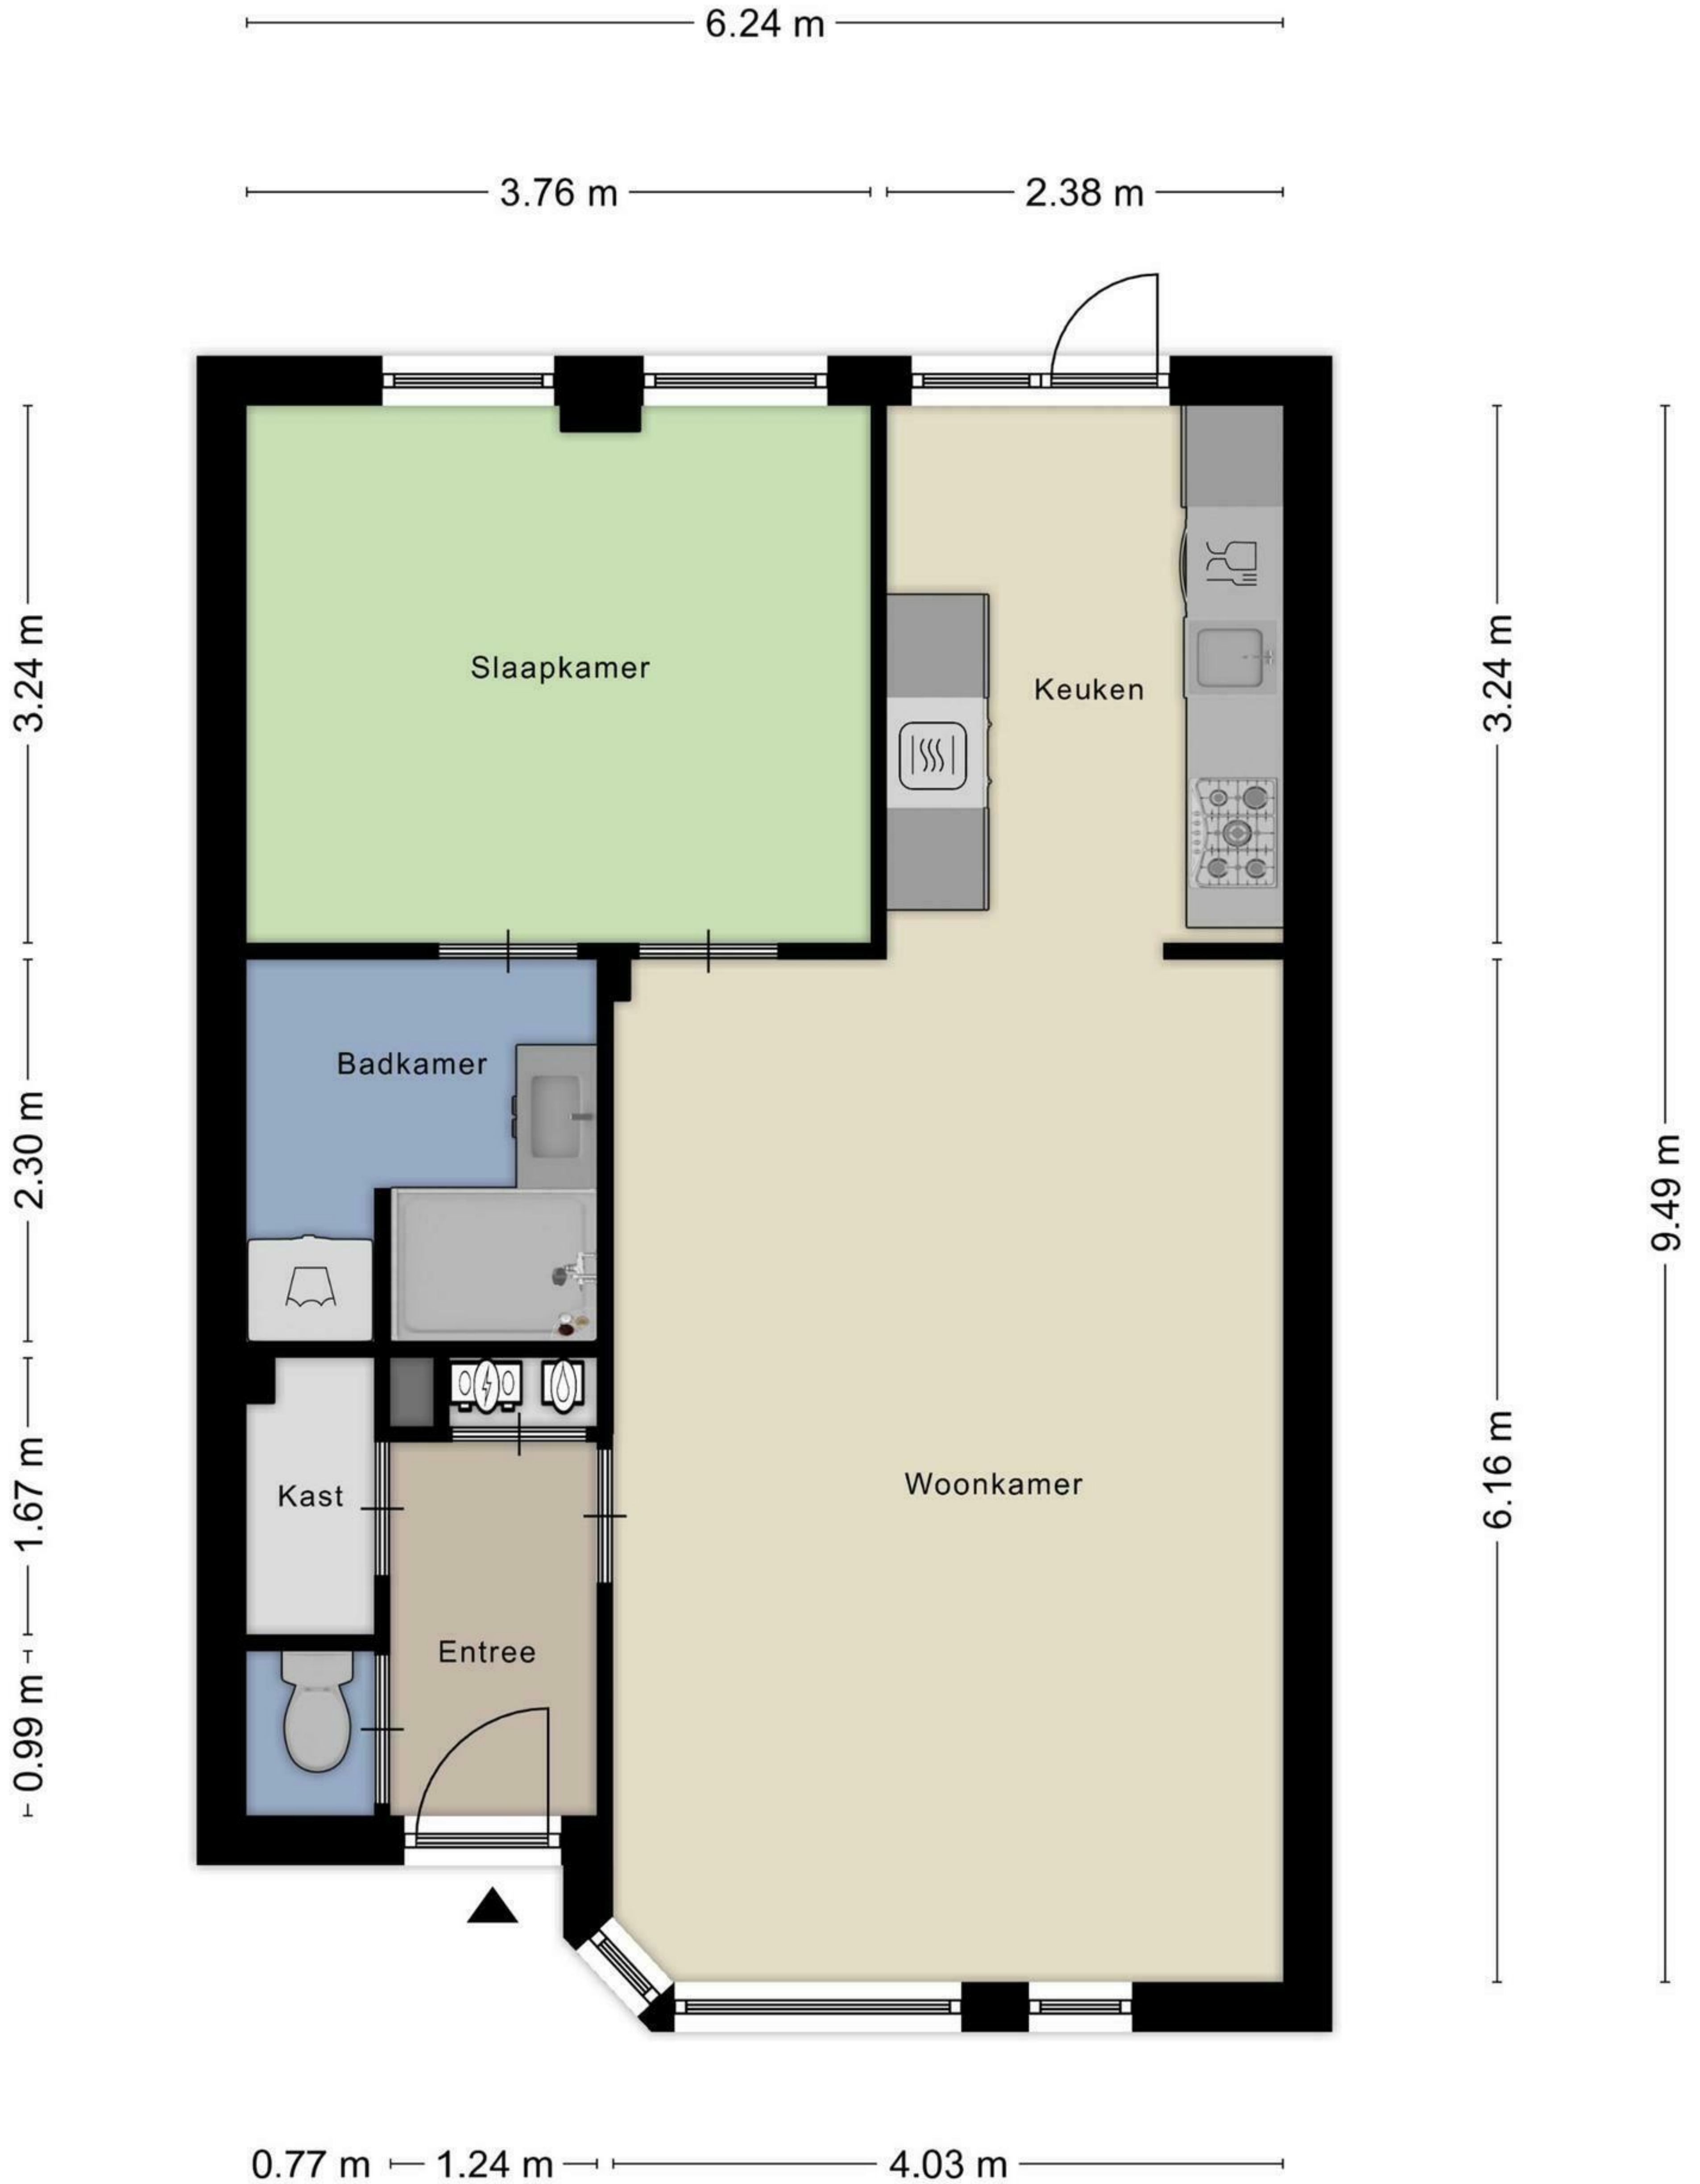 6.24 m
3.76 m
2.38 m
3.24 m
Slaapkamer
Keuken
3.24 m
Badkamer
2.30 m
9.49 m
Woonkamer
Kast
1.67 m
6.16 m
Entree
0.99 m
0.77 m
1.24 m
4.03 m